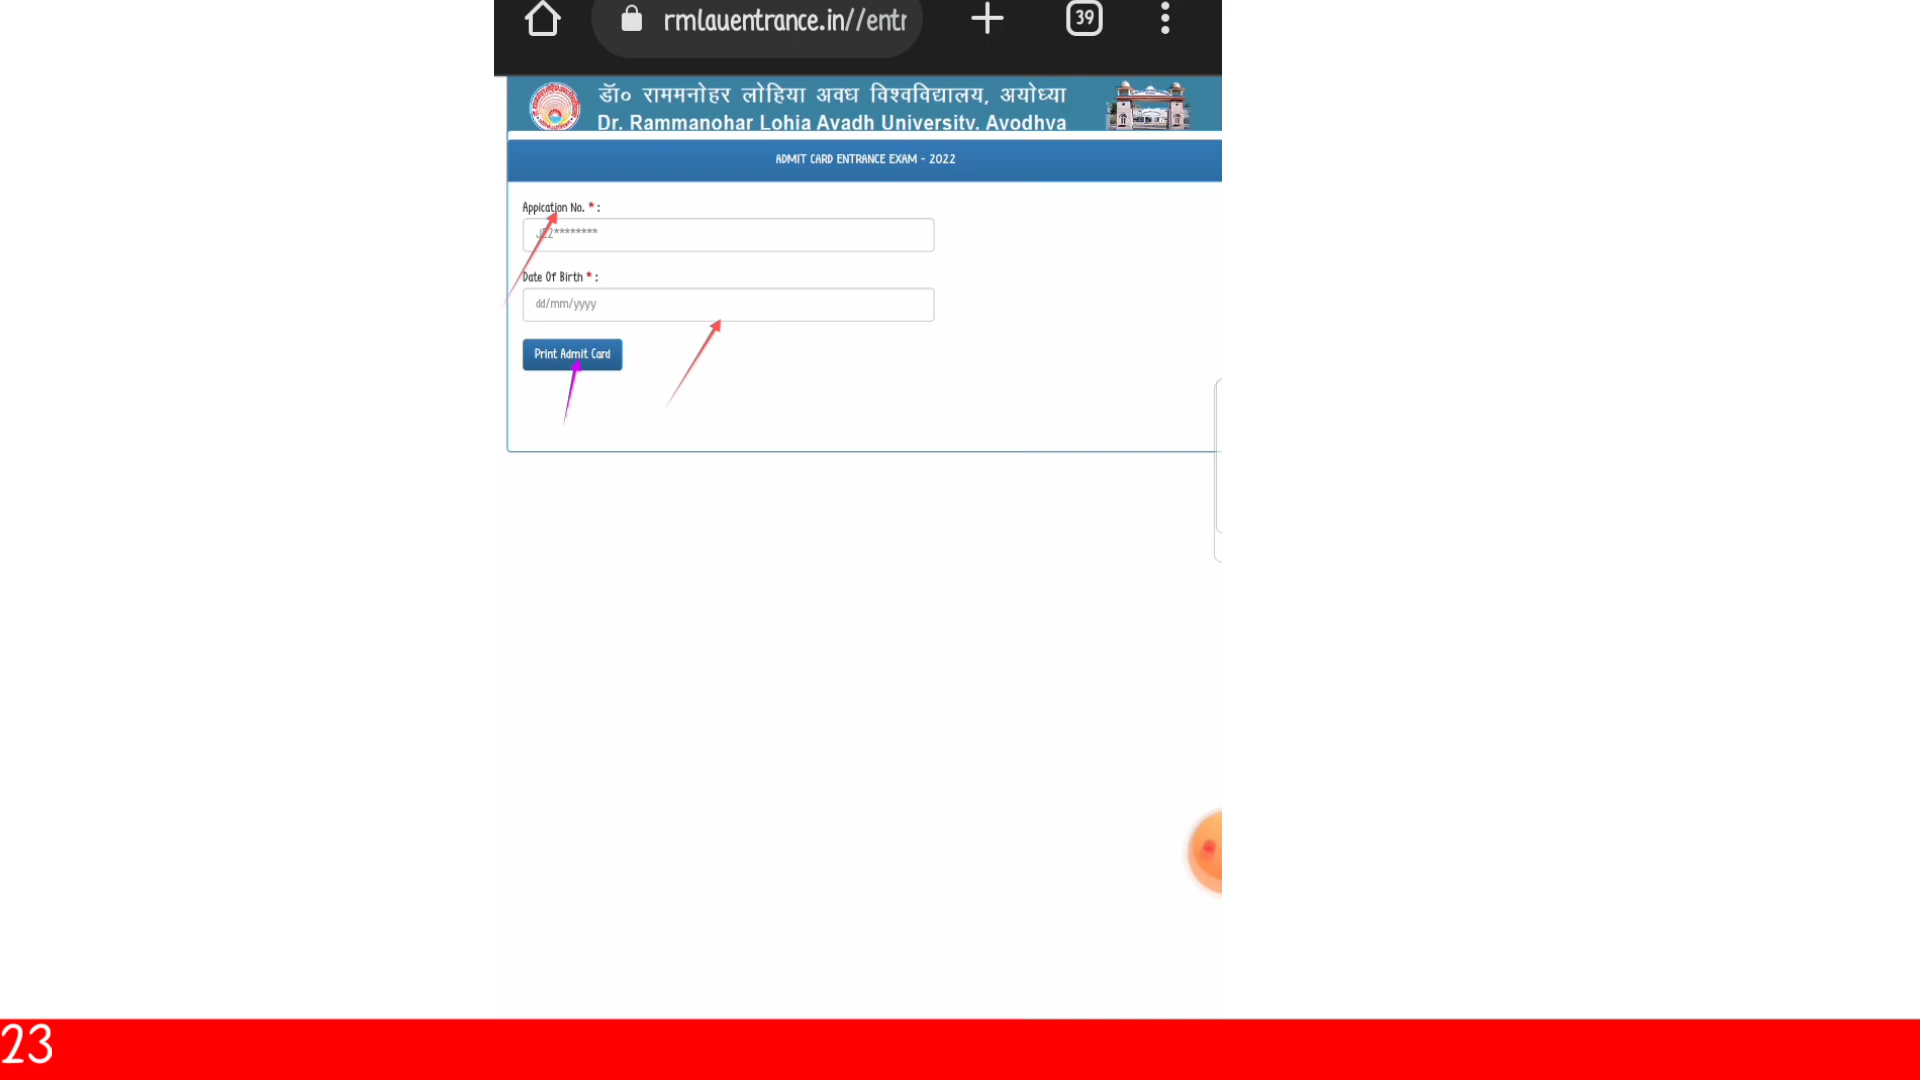 rmlauentrance.in//entr
39
डॉ० राममनोहर लोहिया अवध विश्वविद्यालय, अयोध्या
Dr. Rammanohar Lohia Avadh University, Ayodhya
ADMIT CARD ENTRANCE EXAM - 2022
Appication No. * :
J22********
Date Of Birth * :
dd/mm/yyyy
Print Admit Card
23